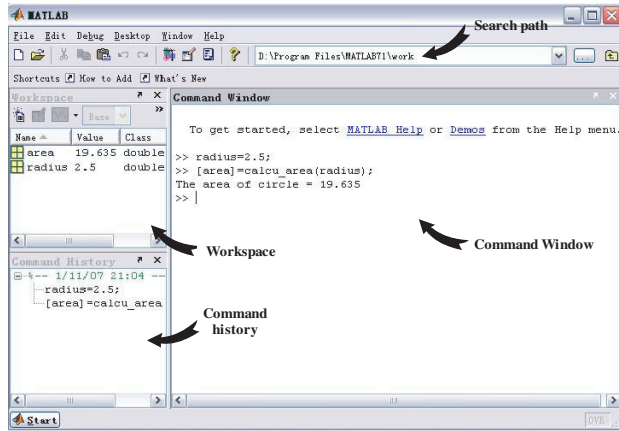 MATLAB
File Edit Debug Desktop Window Help
Search path
D:\Program Files\MATLAB71\work
Shortcuts How to Add What's New
Workspace
Base
Name Value Class
area 19.635 double
radius 2.5 double
Command Window
To get started, select MATLAB Help or Demos from the Help menu.
>> radius=2.5;
>> [area]=calcu_area(radius);
The area of circle = 19.635
>>
Workspace
Command Window
Command History
%-- 1/11/07 21:04 --
radius=2.5;
[area]=calcu_area
Command
history
Start
OVR